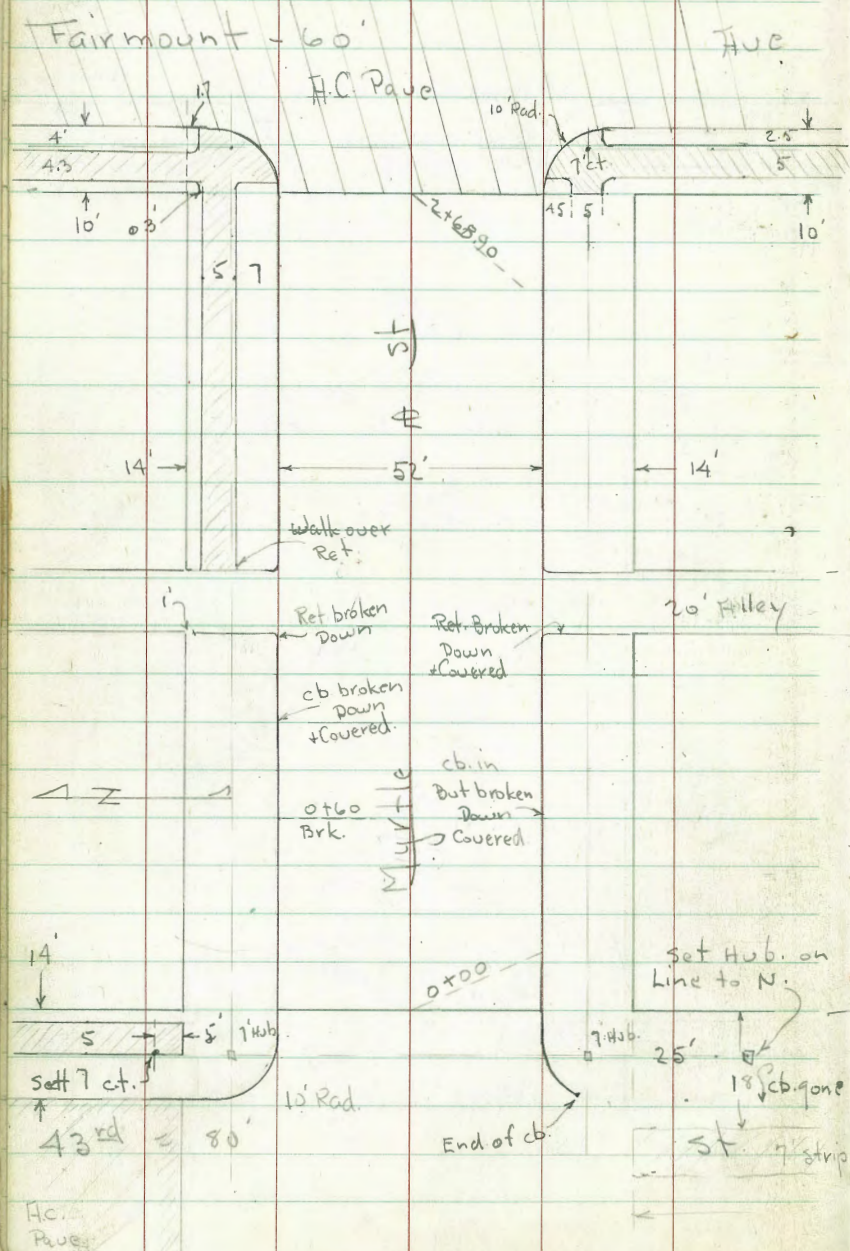 Fairmount - 60' Ave
A.C. Pave
1.7
10' Rad.
4'
2.5
4.3
7' c.t.
5
10'
0.3'
4.5 5
10'
2+68.90
5 7
St
14'
52'
14'
Walk over
Ret.
1'
20' Alley
Ret broken
Down
Ret. Broken
Down
+Covered
cb broken
Down
+Covered.
cb. in
But broken
Down
Covered
N
0+60
Brk.
Myrtle
14'
0+00
Set Hub. on
Line to N.
5
5'
7' Hub
7' Hub.
25'
Sett 7 c.t.
18'
cb. gone
10' Rad.
End of cb.
43rd = 80' St
7' strip
A.C.
Pave